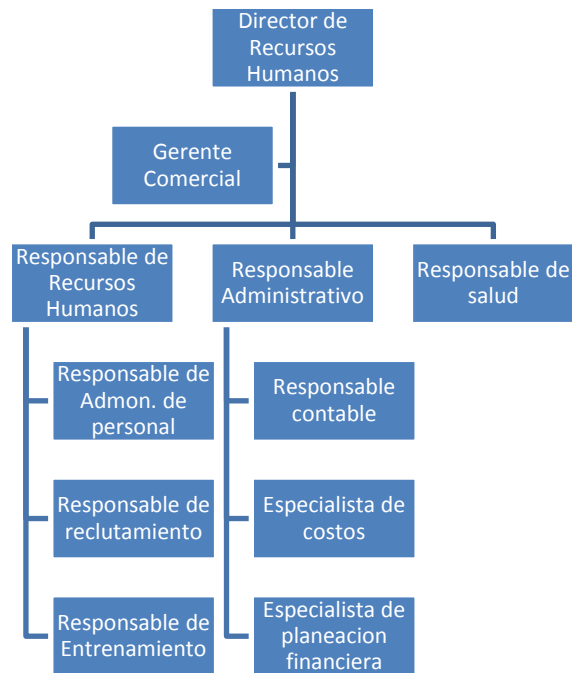 Director de
Recursos
Humanos
Gerente
Comercial
Responsable de
Recursos
Humanos
Responsable
Administrativo
Responsable de
salud
Responsable de
Admon. de
personal
Responsable
contable
Responsable de
reclutamiento
Especialista de
costos
Responsable de
Entrenamiento
Especialista de
planeacion
financiera